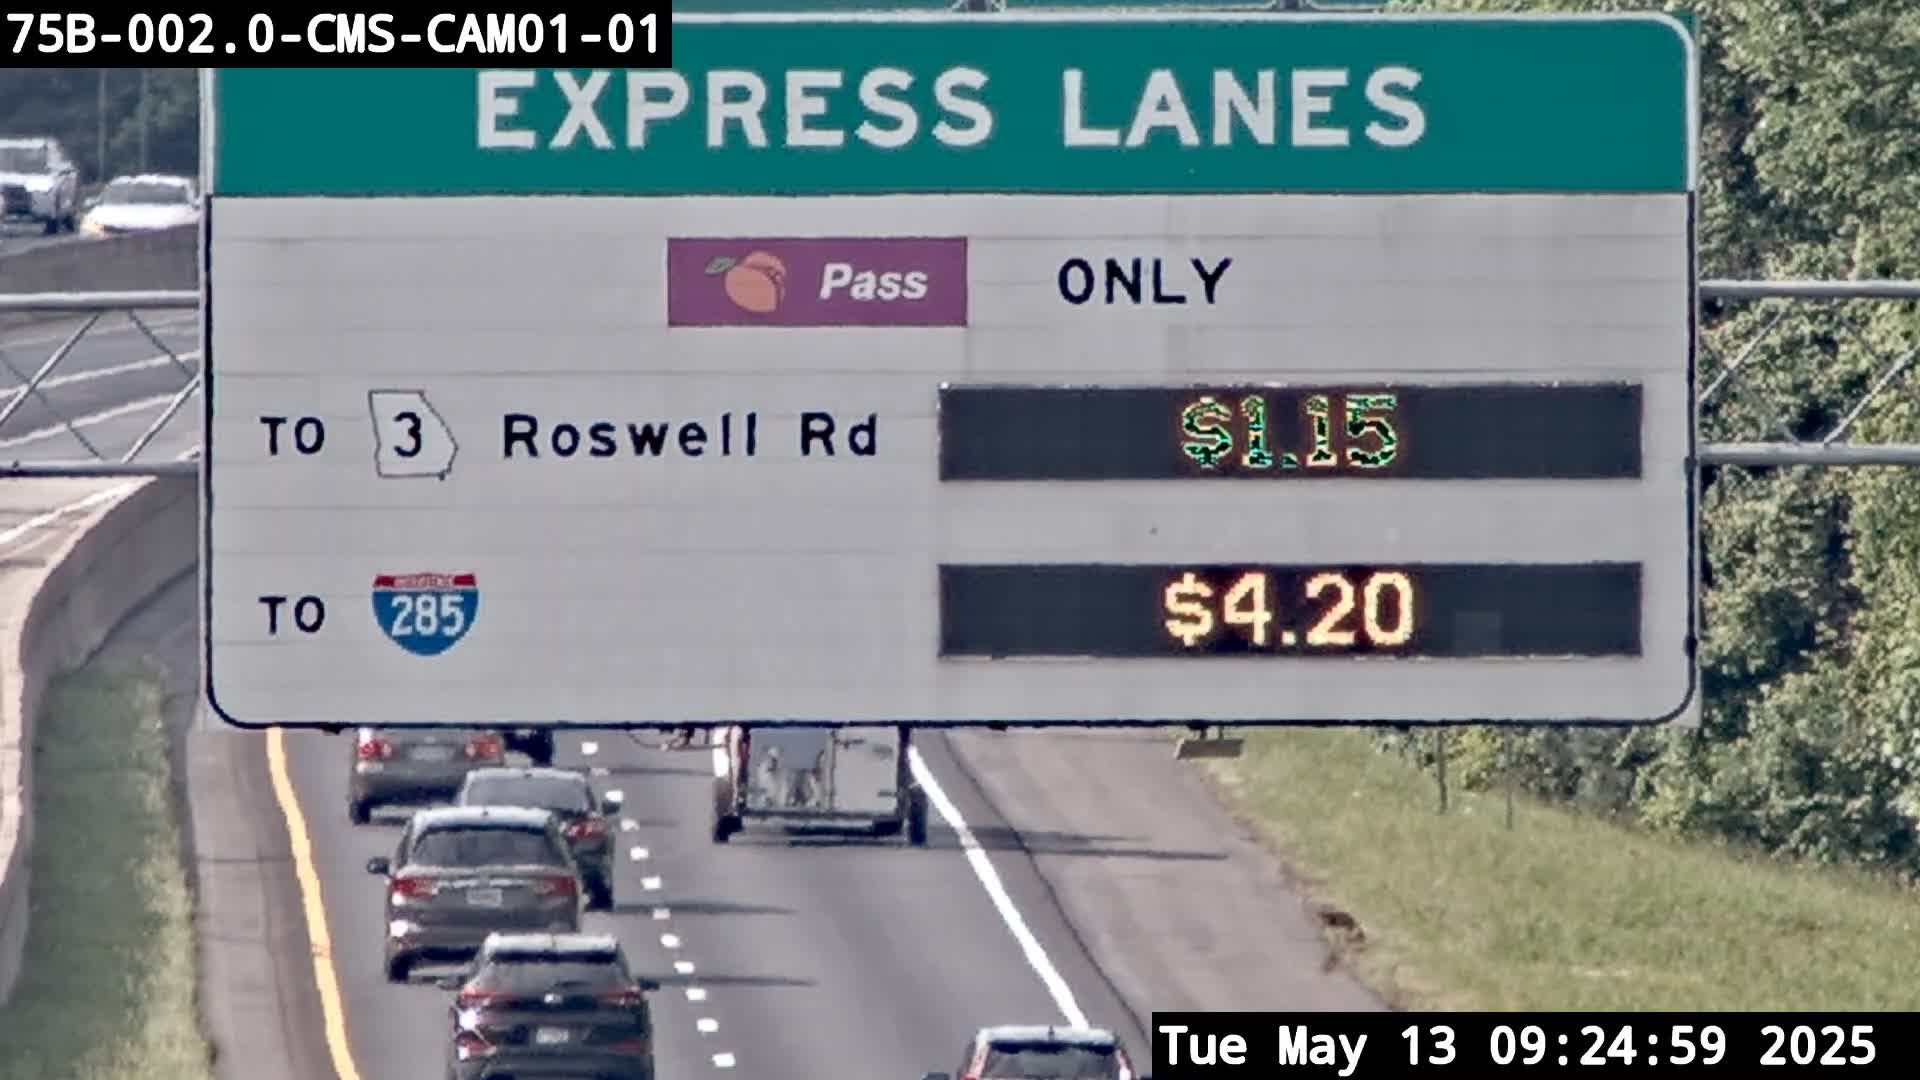 75B-002.0-CMS-CAM01-01
EXPRESS LANES
Pass ONLY
TO 3 Roswell Rd $1.15
TO 285 $4.20
Tue May 13 09:24:59 2025